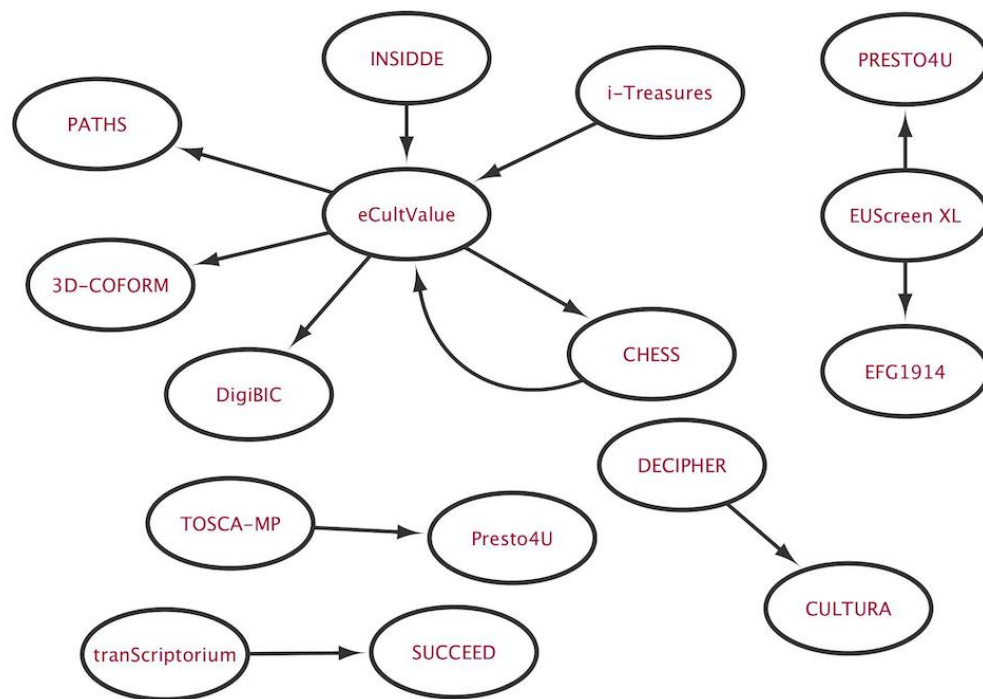 INSIDDE
PRESTO4U
i-Treasures
PATHS
eCultValue
EUScreen XL
3D-COFORM
CHESS
EFG1914
DigiBIC
DECIPHER
TOSCA-MP
Presto4U
CULTURA
tranScriptorium
SUCCEED